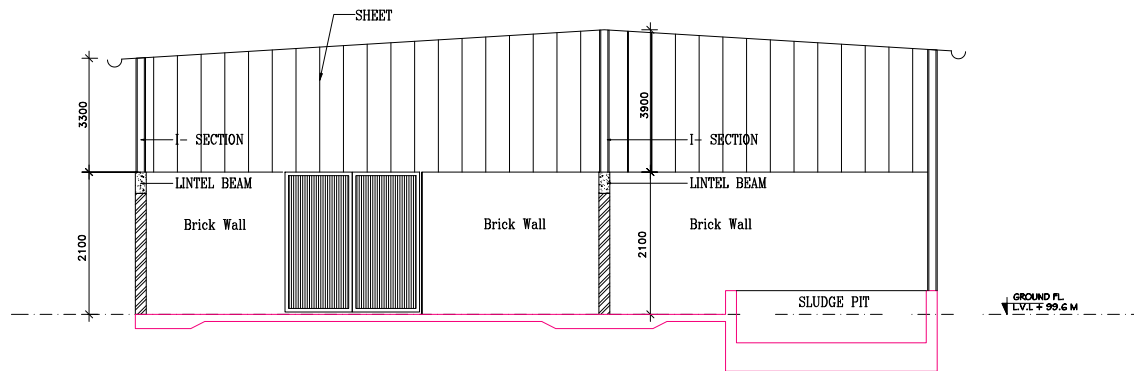 SHEET
3300
3900
I- SECTION
I- SECTION
LINTEL BEAM
LINTEL BEAM
Brick Wall
Brick Wall
Brick Wall
2100
2100
SLUDGE PIT
GROUND FL.
LVL + 99.6 M